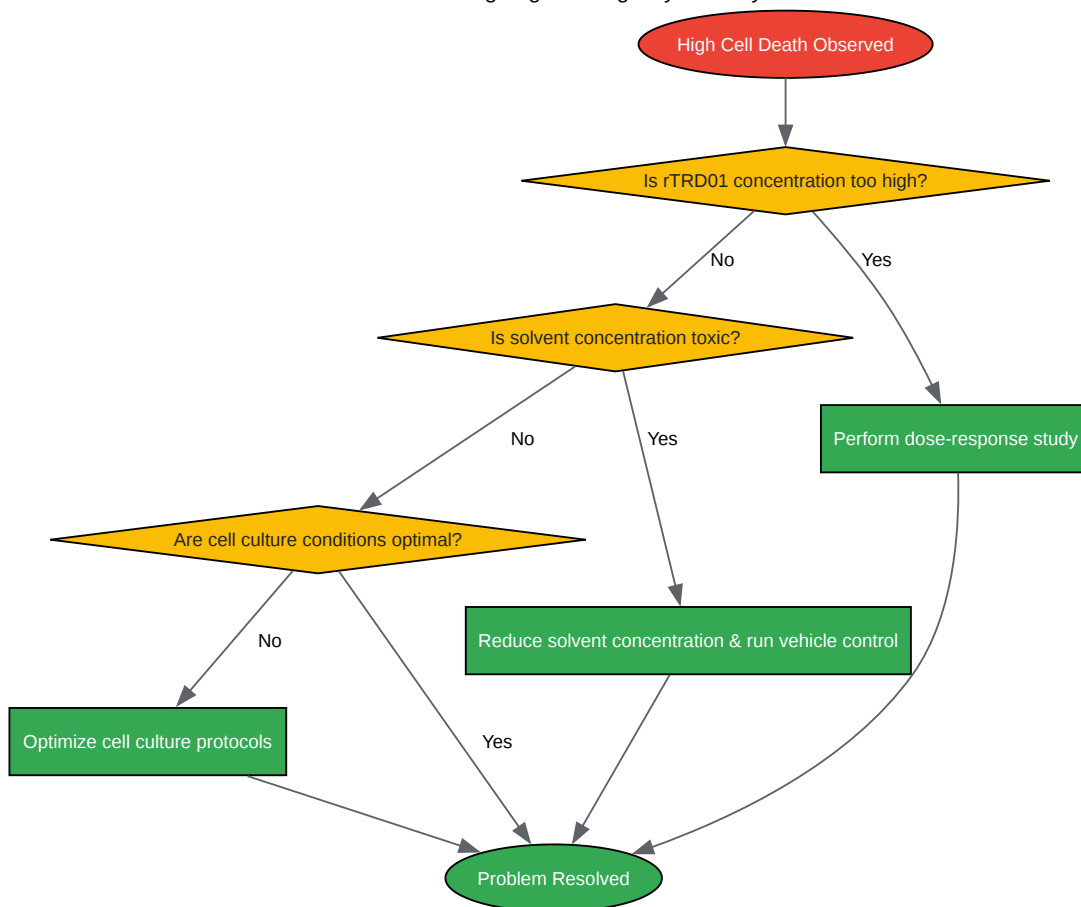 High Cell Death Observed
Is rTRD01 concentration too high?
No
Yes
Is solvent concentration toxic?
No
Yes
Perform dose-response study
Are cell culture conditions optimal?
No
Reduce solvent concentration & run vehicle control
Optimize cell culture protocols
Yes
Problem Resolved